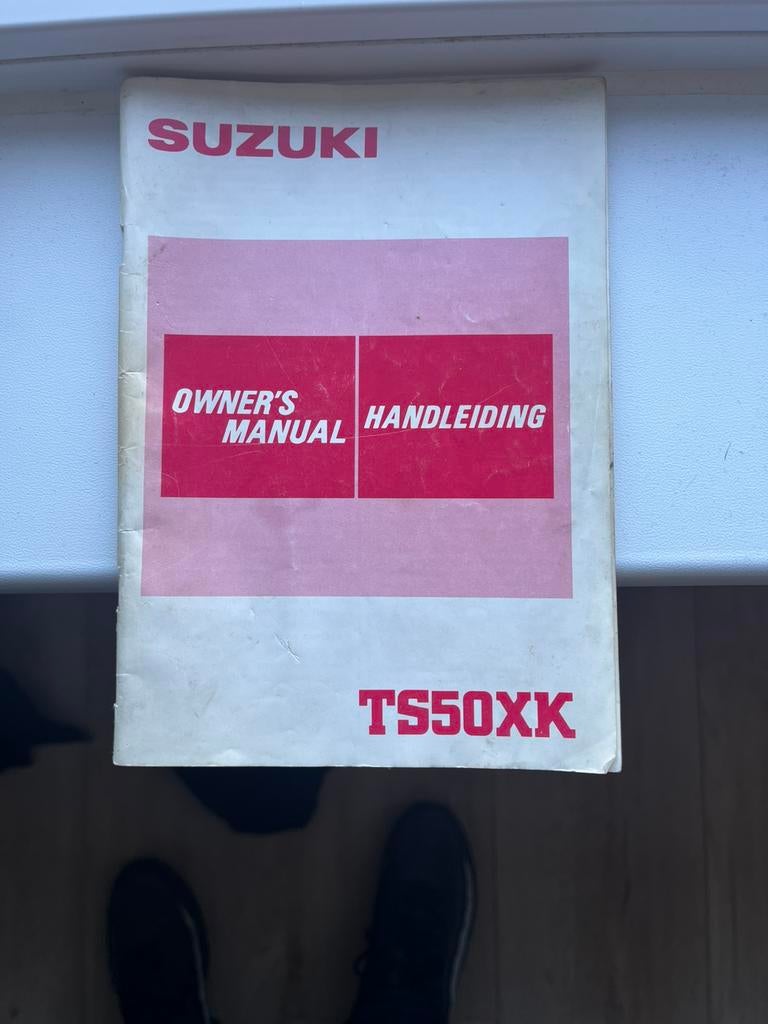 SUZUKI
OWNER'S
MANUAL
HANDLEIDING
TS50XK